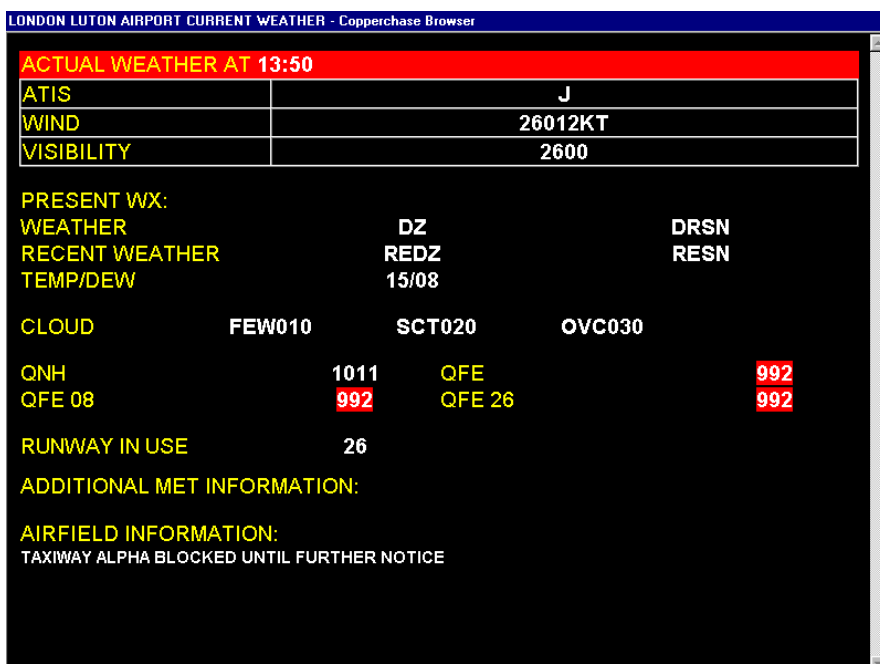 LONDON LUTON AIRPORT CURRENT WEATHER - Copperchase Browser
ACTUAL WEATHER AT 13:50
ATIS J
WIND 26012KT
VISIBILITY 2600
PRESENT WX:
WEATHER DZ DRSN
RECENT WEATHER REDZ RESN
TEMP/DEW 15/08
CLOUD FEW010 SCT020 OVC030
QNH 1011 QFE 992
QFE 08 992 QFE 26 992
RUNWAY IN USE 26
ADDITIONAL MET INFORMATION:
AIRFIELD INFORMATION:
TAXIWAY ALPHA BLOCKED UNTIL FURTHER NOTICE